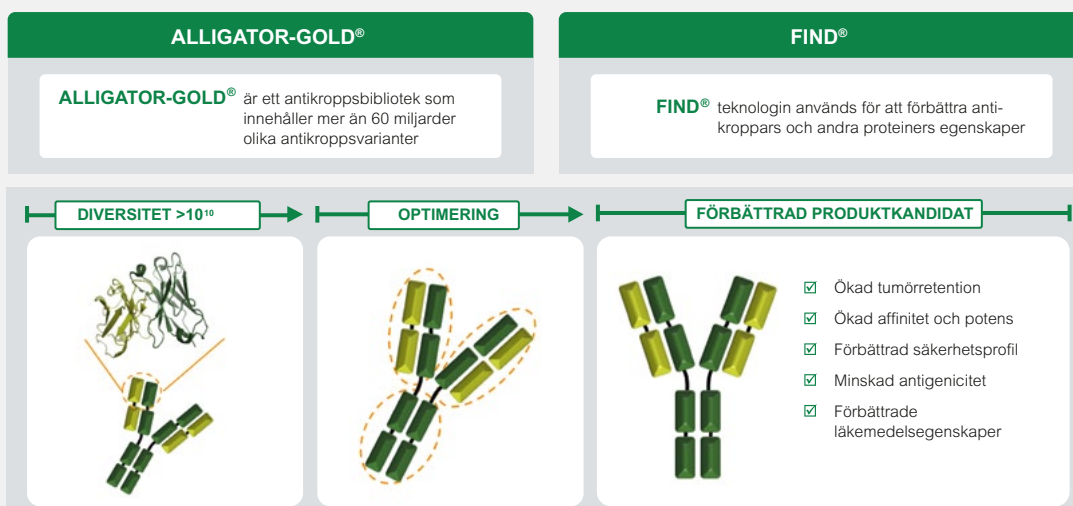 ALLIGATOR-GOLD®
ALLIGATOR-GOLD® är ett antikroppsbibliotek som
innehåller mer än 60 miljarder
olika antikroppsvarianter
FIND®
FIND® teknologin används för att förbättra anti-
kroppars och andra proteiners egenskaper
DIVERSITET >10¹⁰
OPTIMERING
FÖRBÄTTRAD PRODUKTKANDIDAT
☑ Ökad tumörretention
☑ Ökad affinitet och potens
☑ Förbättrad säkerhetsprofil
☑ Minskad antigenicitet
☑ Förbättrade
läkemedelsegenskaper